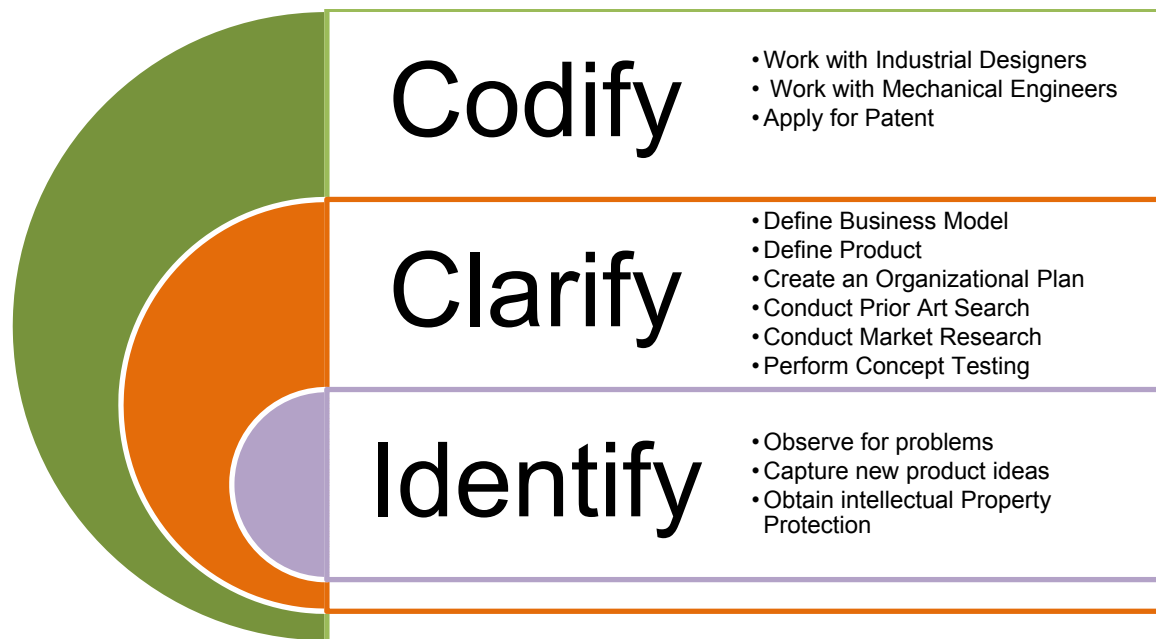 Codify
•Work with Industrial Designers
• Work with Mechanical Engineers
•Apply for Patent
Clarify
•Define Business Model
•Define Product
•Create an Organizational Plan
•Conduct Prior Art Search
•Conduct Market Research
•Perform Concept Testing
Identify
•Observe for problems
•Capture new product ideas
•Obtain intellectual Property
Protection